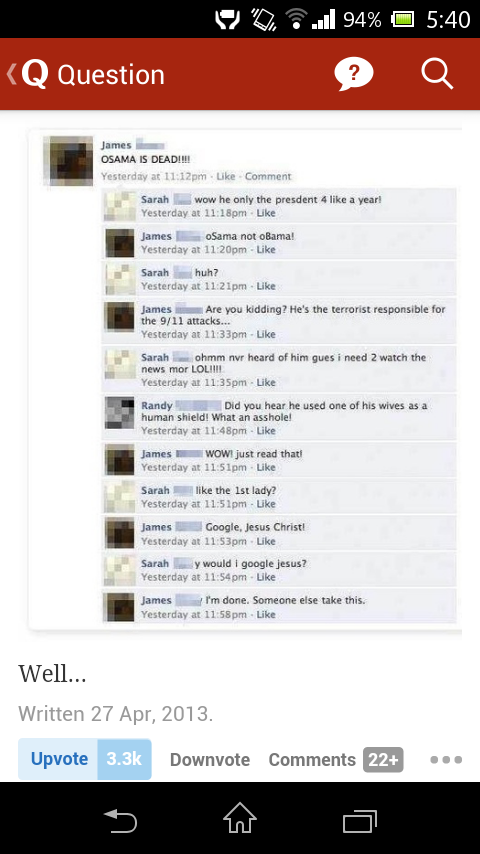 94% 5:40
Q Question ?
James
OSAMA IS DEAD!!!!
Yesterday at 11:12pm · Like · Comment
Sarah wow he only the presdent 4 like a year!
Yesterday at 11:18pm · Like
James oSama not oBama!
Yesterday at 11:20pm · Like
Sarah huh?
Yesterday at 11:21pm · Like
James Are you kidding? He's the terrorist responsible for
the 9/11 attacks...
Yesterday at 11:33pm · Like
Sarah ohmm nvr heard of him gues i need 2 watch the
news mor LOL!!!!
Yesterday at 11:35pm · Like
Randy Did you hear he used one of his wives as a
human shield! What an asshole!
Yesterday at 11:48pm · Like
James WOW! just read that!
Yesterday at 11:51pm · Like
Sarah like the 1st lady?
Yesterday at 11:51pm · Like
James Google, Jesus Christ!
Yesterday at 11:53pm · Like
Sarah y would i google jesus?
Yesterday at 11:54pm · Like
James I'm done. Someone else take this.
Yesterday at 11:58pm · Like
Well...
Written 27 Apr, 2013.
Upvote 3.3k Downvote Comments 22+